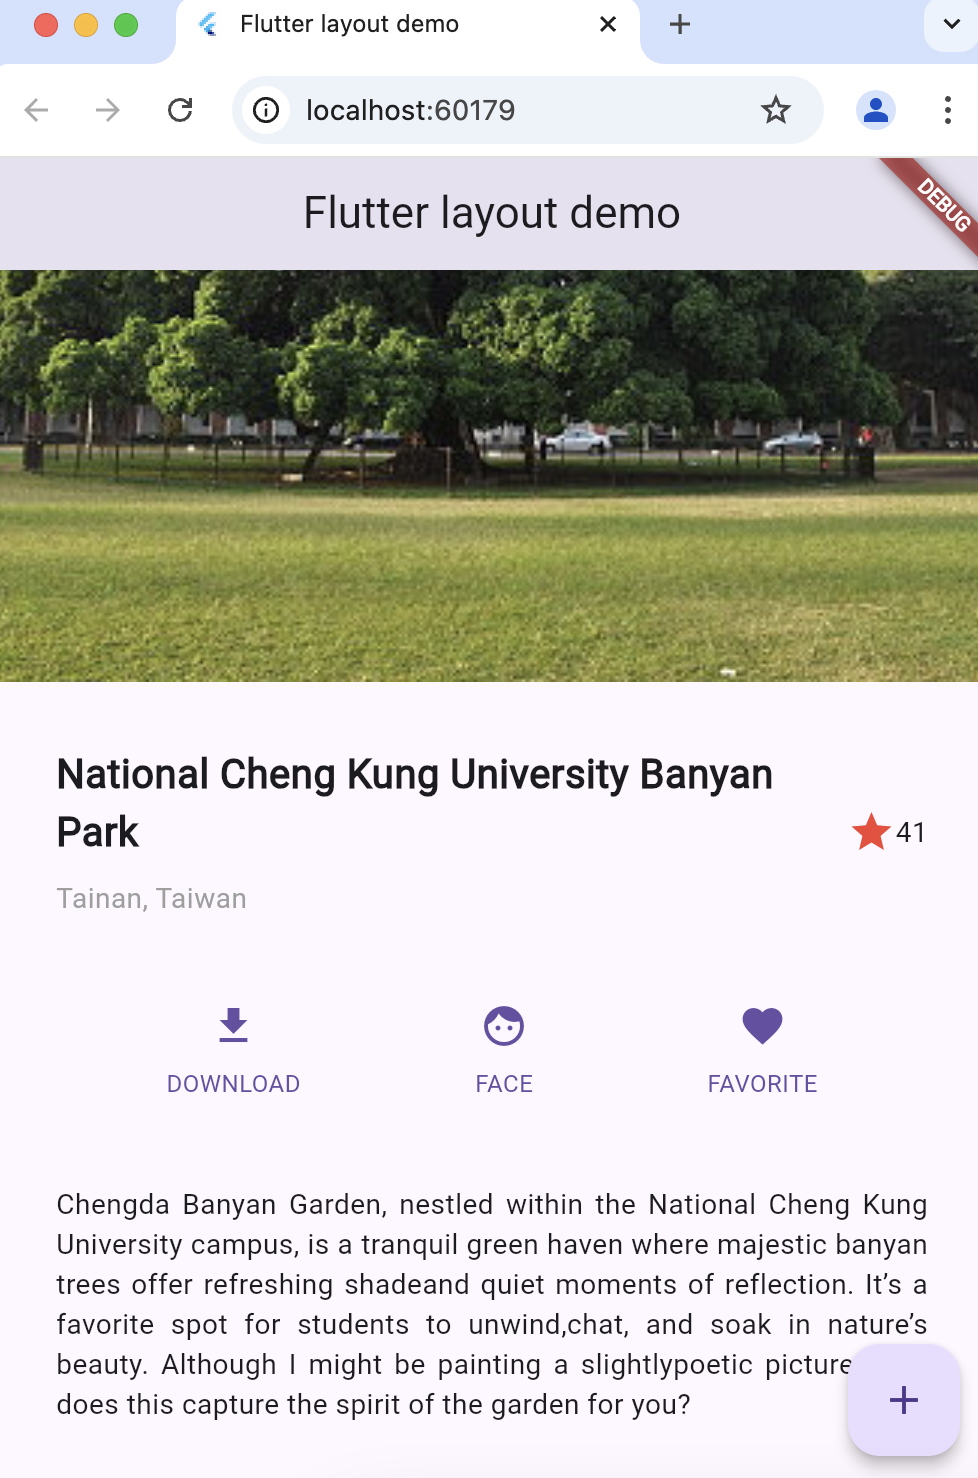 Flutter layout demo
localhost:60179
Flutter layout demo
DEBUG
National Cheng Kung University Banyan
Park
41
Tainan, Taiwan
DOWNLOAD FACE FAVORITE
Chengda Banyan Garden, nestled within the National Cheng Kung
University campus, is a tranquil green haven where majestic banyan
trees offer refreshing shadeand quiet moments of reflection. It’s a
favorite spot for students to unwind,chat, and soak in nature’s
beauty. Although I might be painting a slightlypoetic picture
does this capture the spirit of the garden for you?